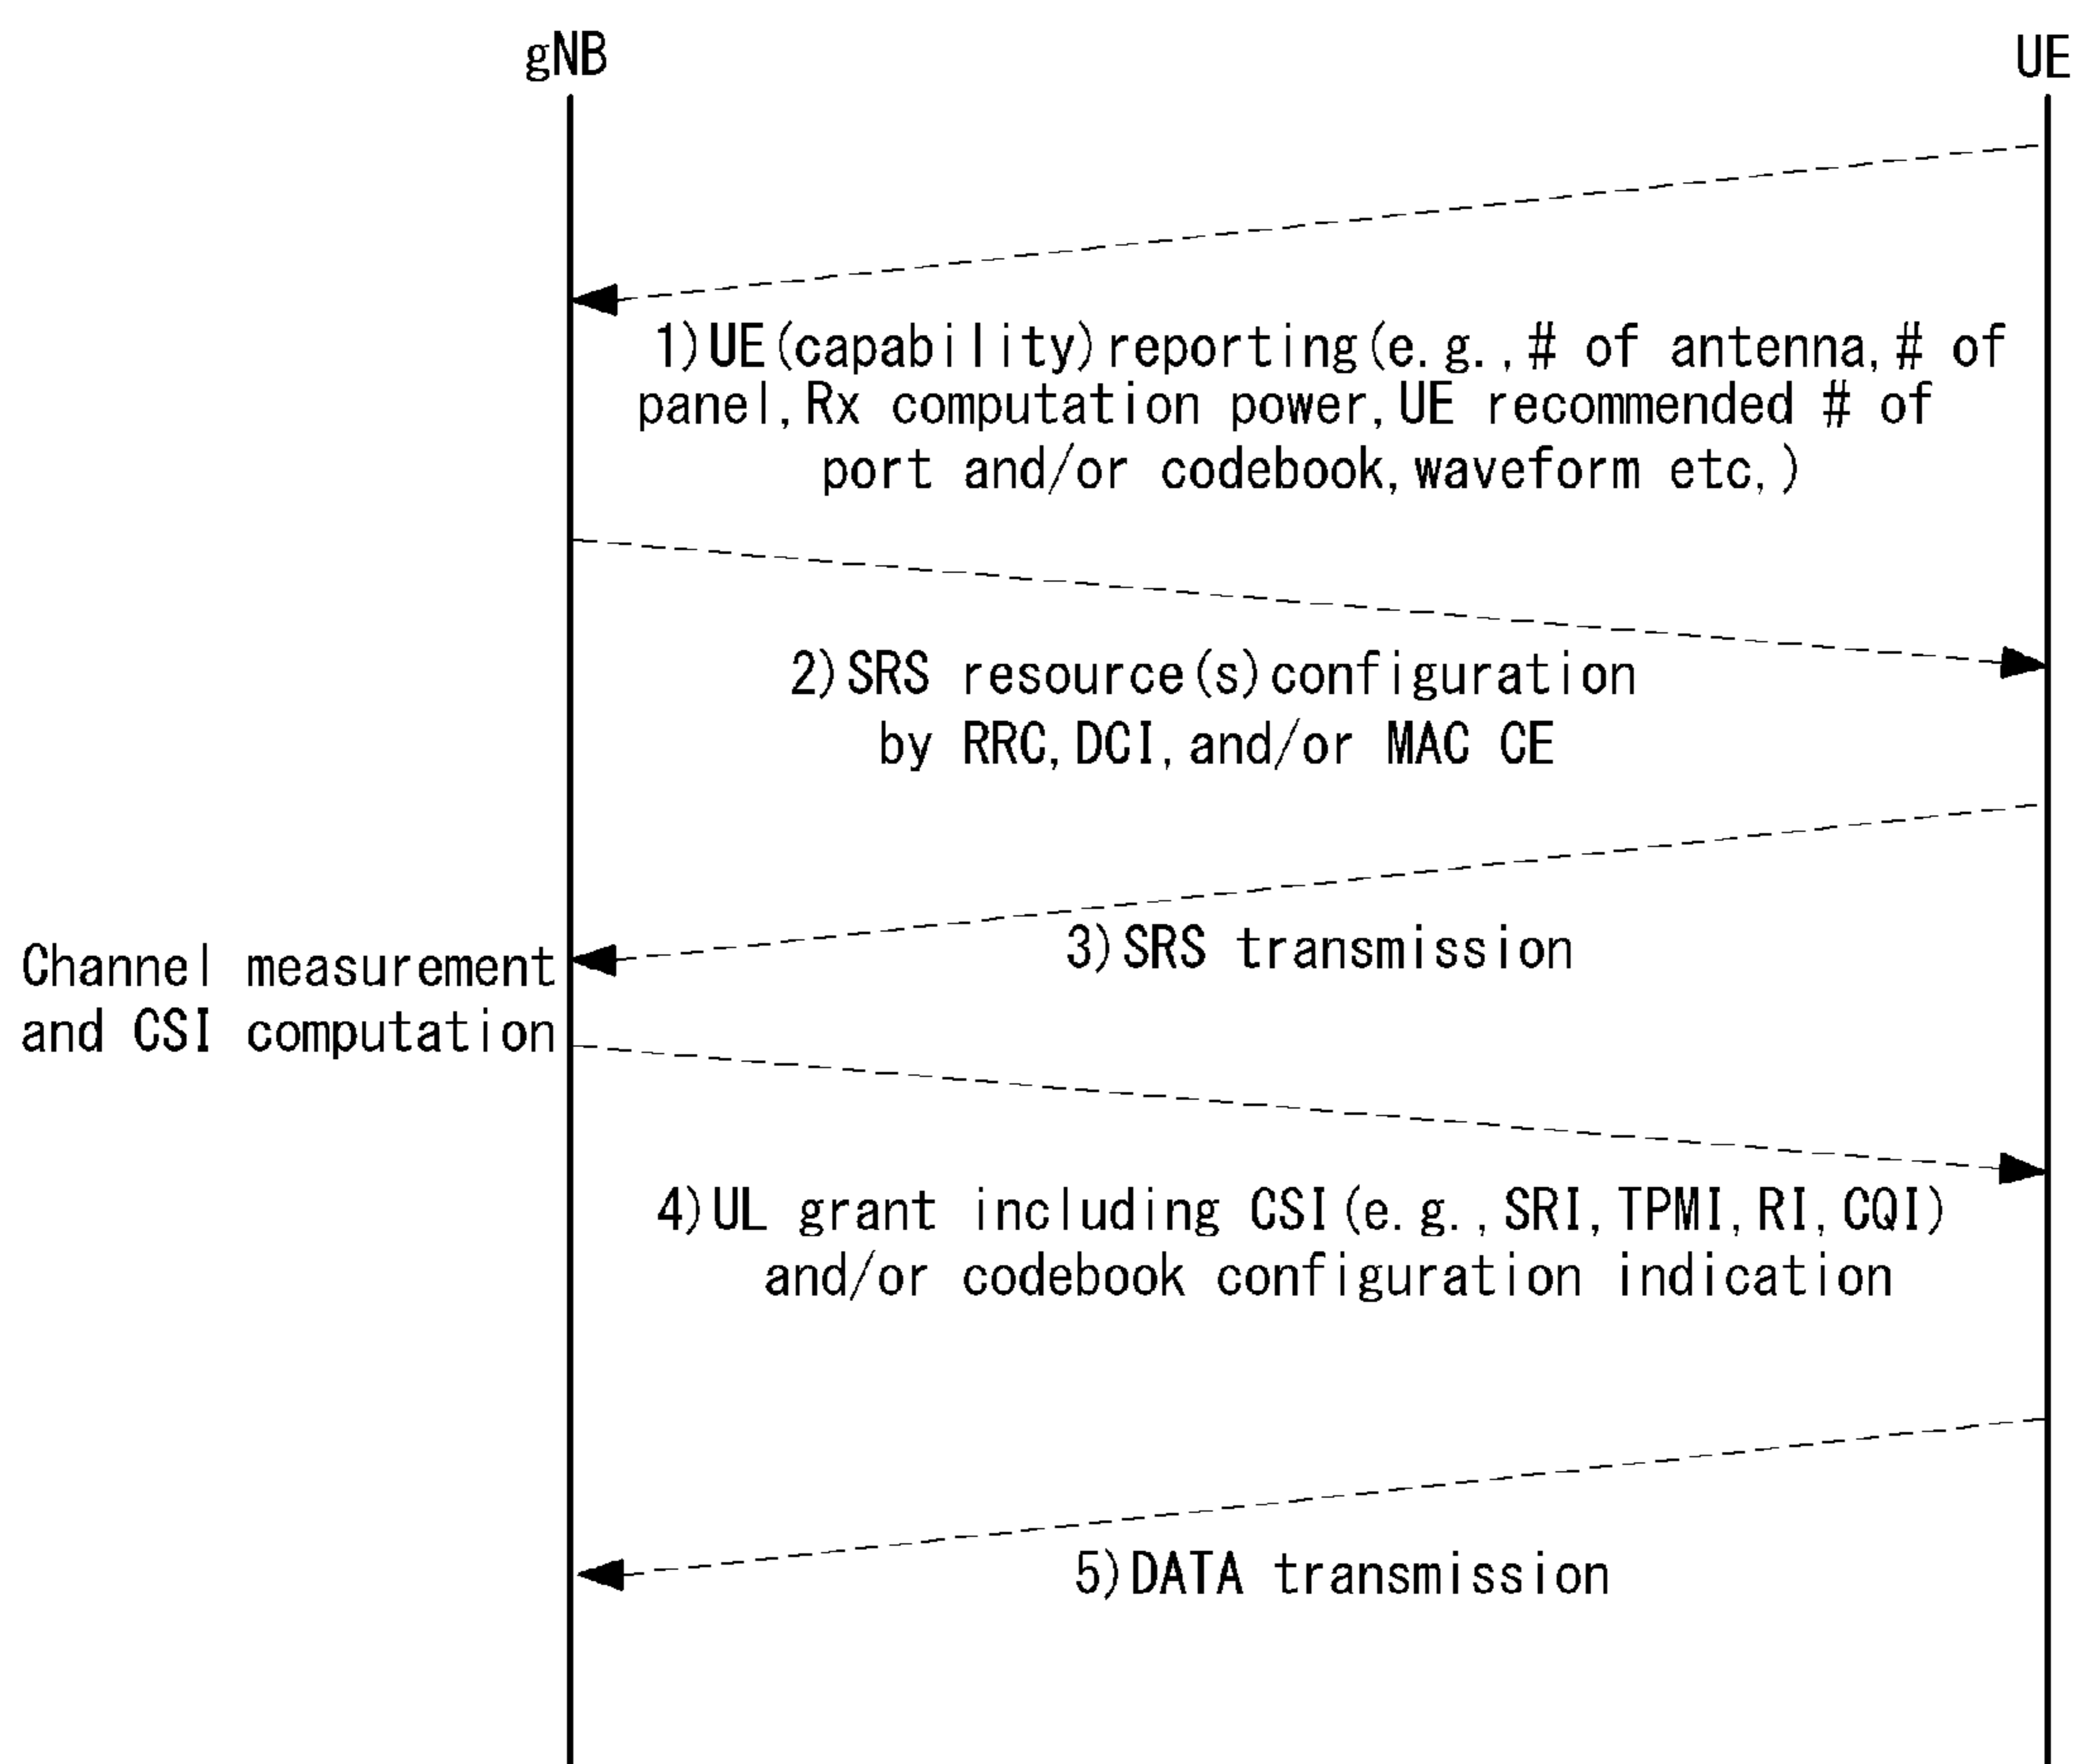 gNB
UE
1)UE(capability)reporting(e.g.,# of antenna,# of
panel,Rx computation power,UE recommended # of
port and/or codebook,waveform etc,)
2)SRS resource(s)configuration
by RRC,DCI,and/or MAC CE
3)SRS transmission
Channel measurement
and CSI computation
4)UL grant including CSI(e.g.,SRI,TPMI,RI,CQI)
and/or codebook configuration indication
5)DATA transmission